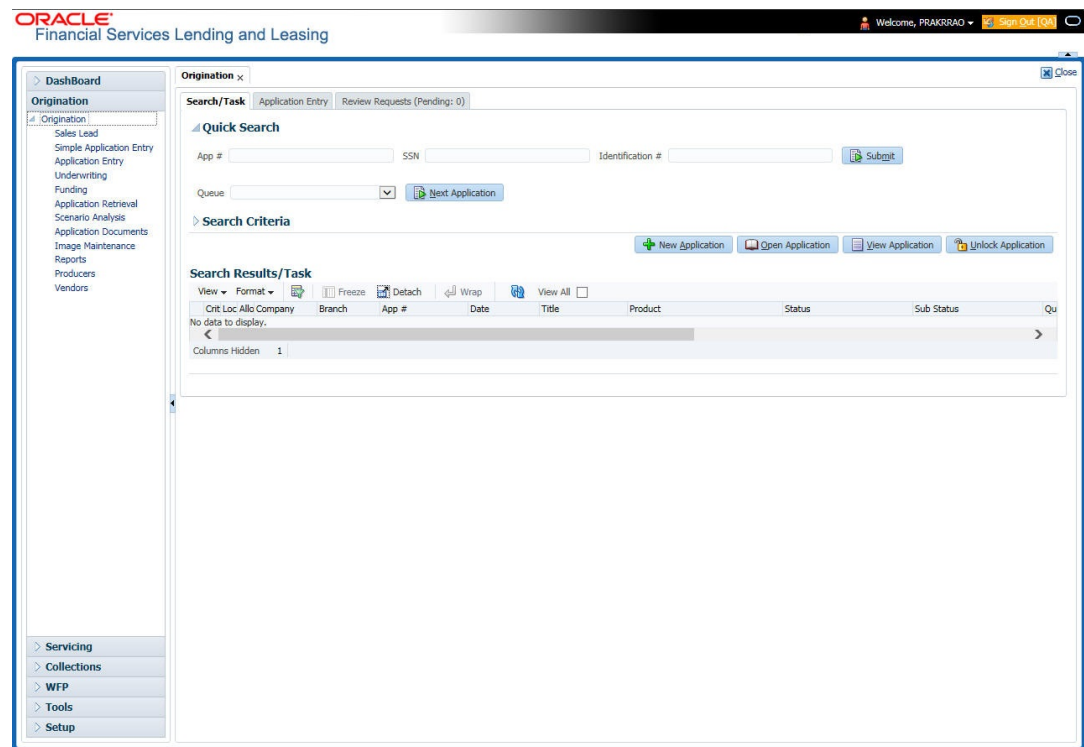 ORACLE
Financial Services Lending and Leasing
Welcome, PRAKRRAO
Sign Out [QA]
DashBoard
Origination
Origination
Sales Lead
Simple Application Entry
Application Entry
Underwriting
Funding
Application Retrieval
Scenario Analysis
Application Documents
Image Maintenance
Reports
Producers
Vendors
Servicing
Collections
WFP
Tools
Setup
Origination
Close
Search/Task Application Entry Review Requests (Pending: 0)
Quick Search
App # SSN Identification # Submit
Queue Next Application
Search Criteria
New Application Open Application View Application Unlock Application
Search Results/Task
View Format Freeze Detach Wrap View All
Crit Loc Allo Company Branch App # Date Title Product Status Sub Status Qu
No data to display.
Columns Hidden 1